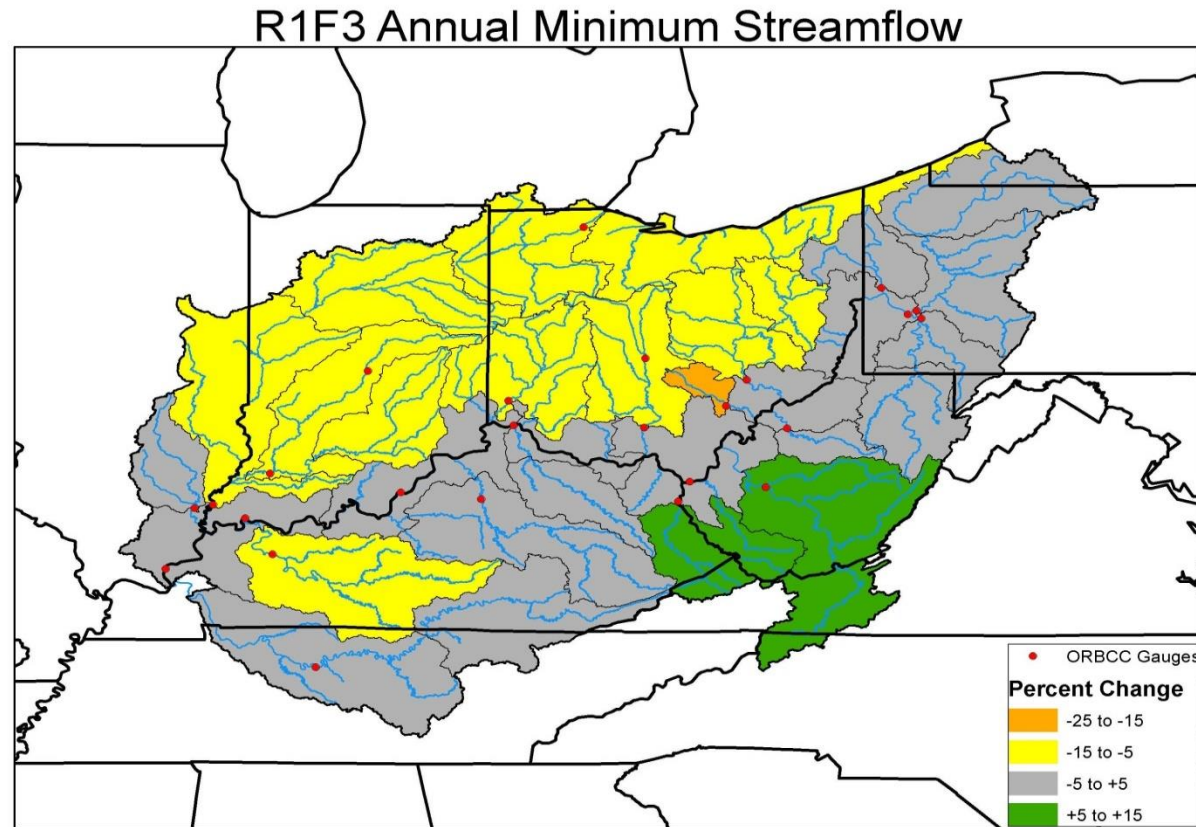 R1F3 Annual Minimum Streamflow
ORBCC Gauges
Percent Change
-25 to -15
-15 to -5
-5 to +5
+5 to +15